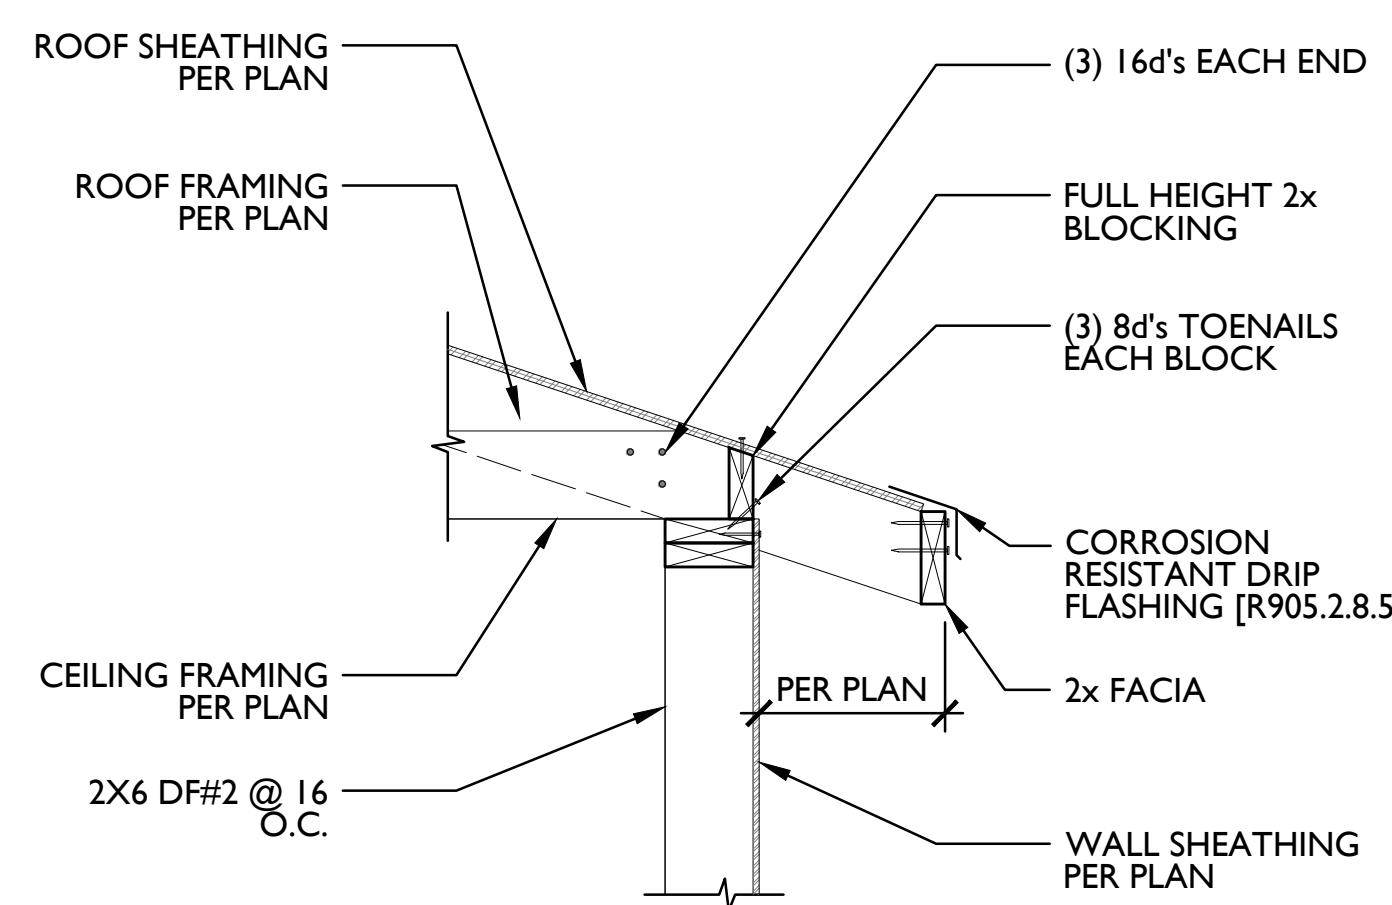 ROOF SHEATHING
PER PLAN
ROOF FRAMING
PER PLAN
CEILING FRAMING
PER PLAN
2X6 DF#2 @ 16
O.C.
(3) 16d's EACH END
FULL HEIGHT 2x
BLOCKING
(3) 8d's TOENAILS
EACH BLOCK
CORROSION
RESISTANT DRIP
FLASHING [R905.2.8.5
2x FACIA
PER PLAN
WALL SHEATHING
PER PLAN